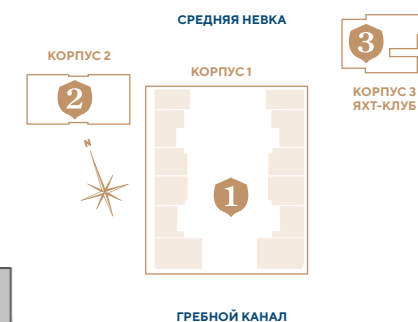 СРЕДНЯЯ НЕВКА
3
КОРПУС 2
КОРПУС 1
2
КОРПУС 3
ЯХТ-КЛУБ
N
1
ГРЕБНОЙ КАНАЛ